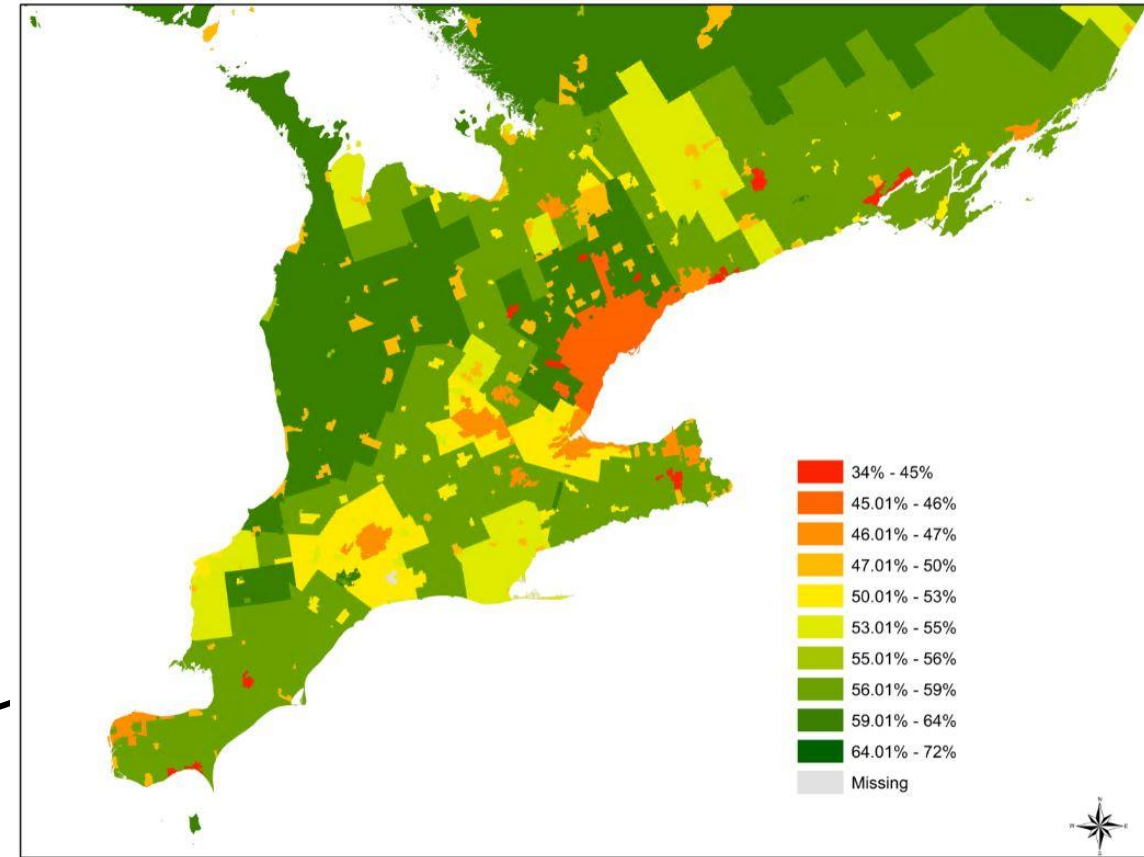 34% - 45%
45.01% - 46%
46.01% - 47%
47.01% - 50%
50.01% - 53%
53.01% - 55%
55.01% - 56%
56.01% - 59%
59.01% - 64%
64.01% - 72%
Missing
N
W
E
S